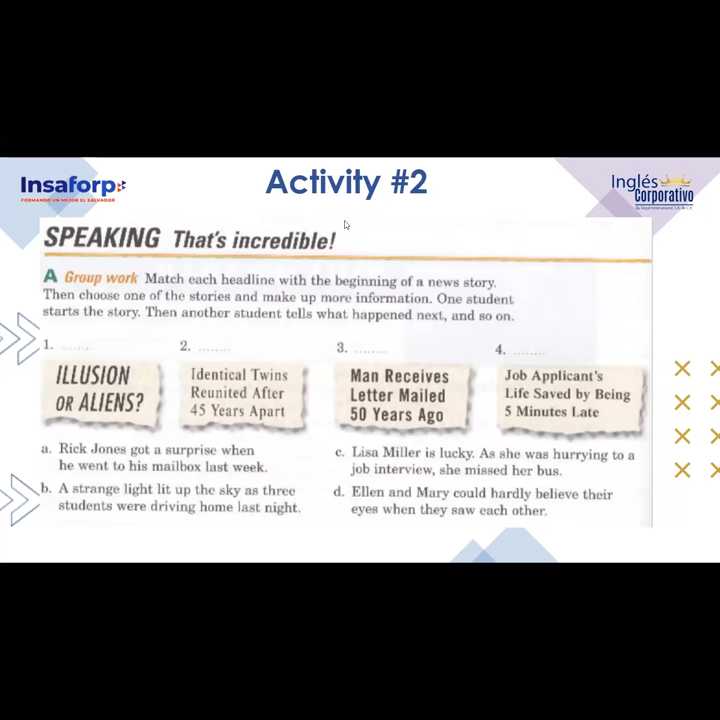 Activity #2
Insaforp
FORMANDO UN MEJOR EL SALVADOR
Inglés
Corporativo
SPEAKING That's incredible!
A Group work Match each headline with the beginning of a news story.
Then choose one of the stories and make up more information. One student
starts the story. Then another student tells what happened next, and so on.
1. ........
2. ........
3. ........
4. ........
ILLUSION
OR ALIENS?
Identical Twins
Reunited After
45 Years Apart
Man Receives
Letter Mailed
50 Years Ago
Job Applicant's
Life Saved by Being
5 Minutes Late
a. Rick Jones got a surprise when
he went to his mailbox last week.
b. A strange light lit up the sky as three
students were driving home last night.
c. Lisa Miller is lucky. As she was hurrying to a
job interview, she missed her bus.
d. Ellen and Mary could hardly believe their
eyes when they saw each other.